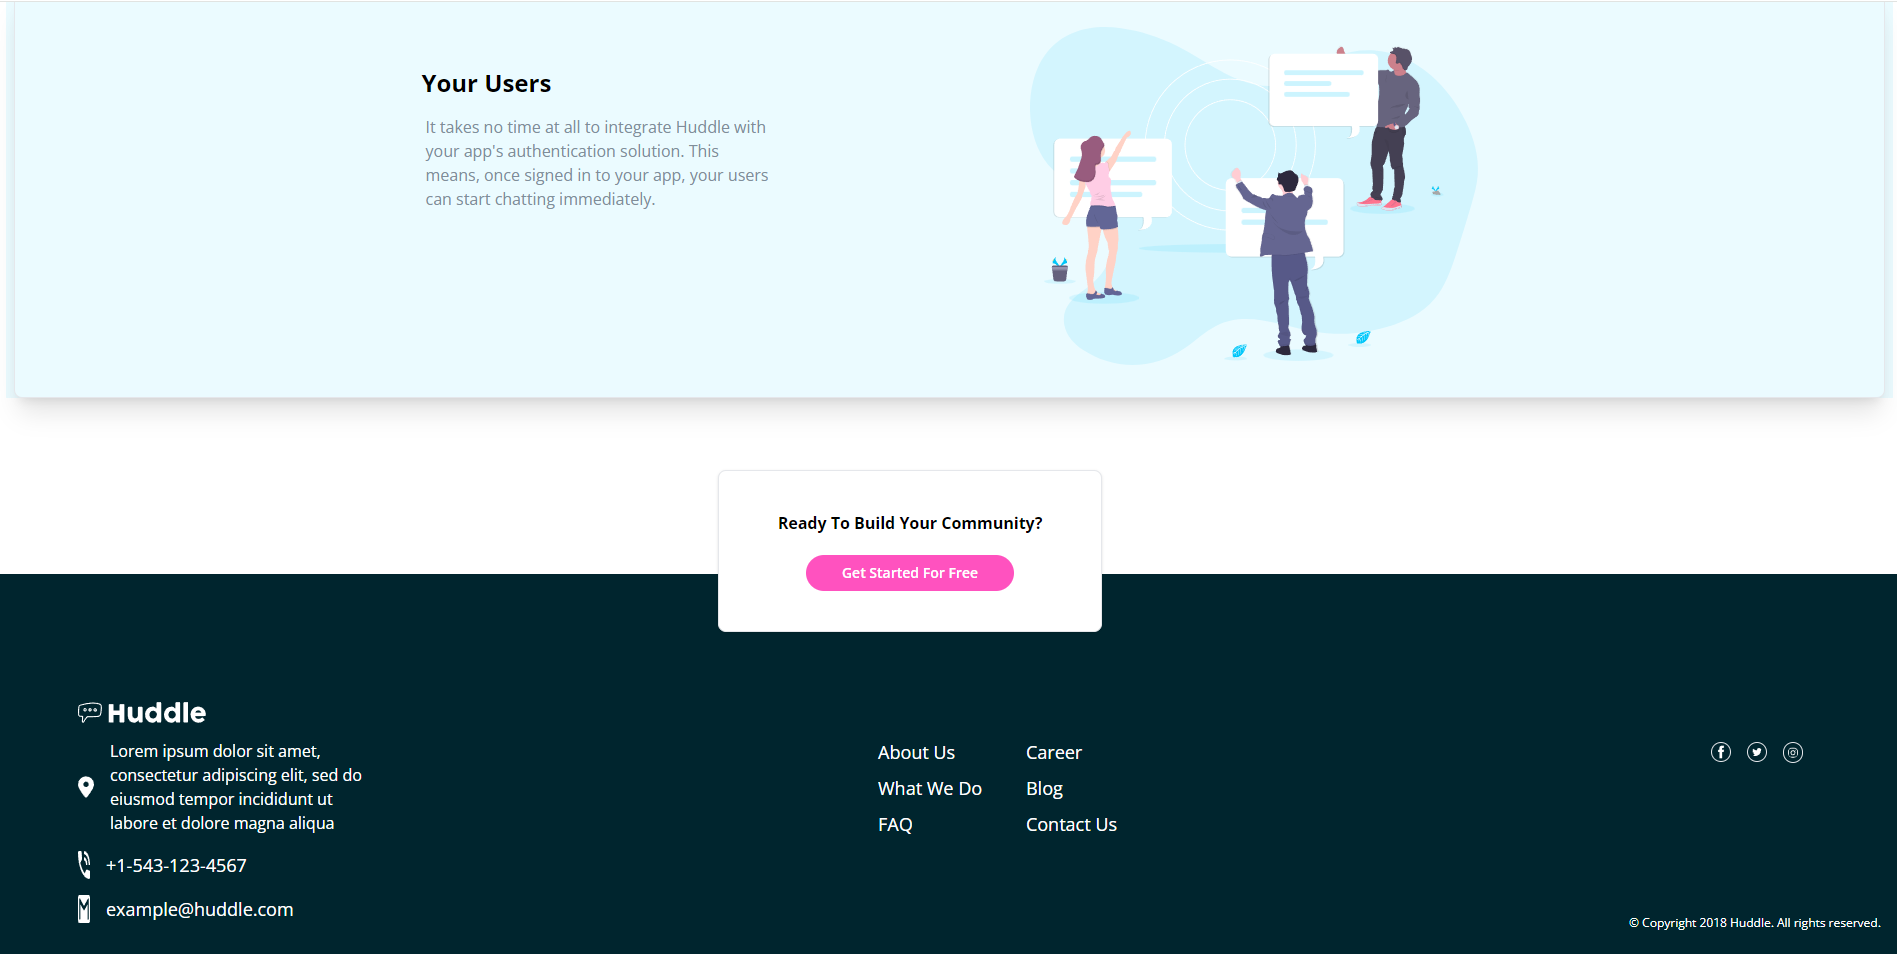 Your Users
It takes no time at all to integrate Huddle with
your app's authentication solution. This
means, once signed in to your app, your users
can start chatting immediately.
Ready To Build Your Community?
Get Started For Free
Huddle
Lorem ipsum dolor sit amet,
consectetur adipiscing elit, sed do
eiusmod tempor incididunt ut
labore et dolore magna aliqua
+1-543-123-4567
example@huddle.com
About Us
What We Do
FAQ
Career
Blog
Contact Us
© Copyright 2018 Huddle. All rights reserved.